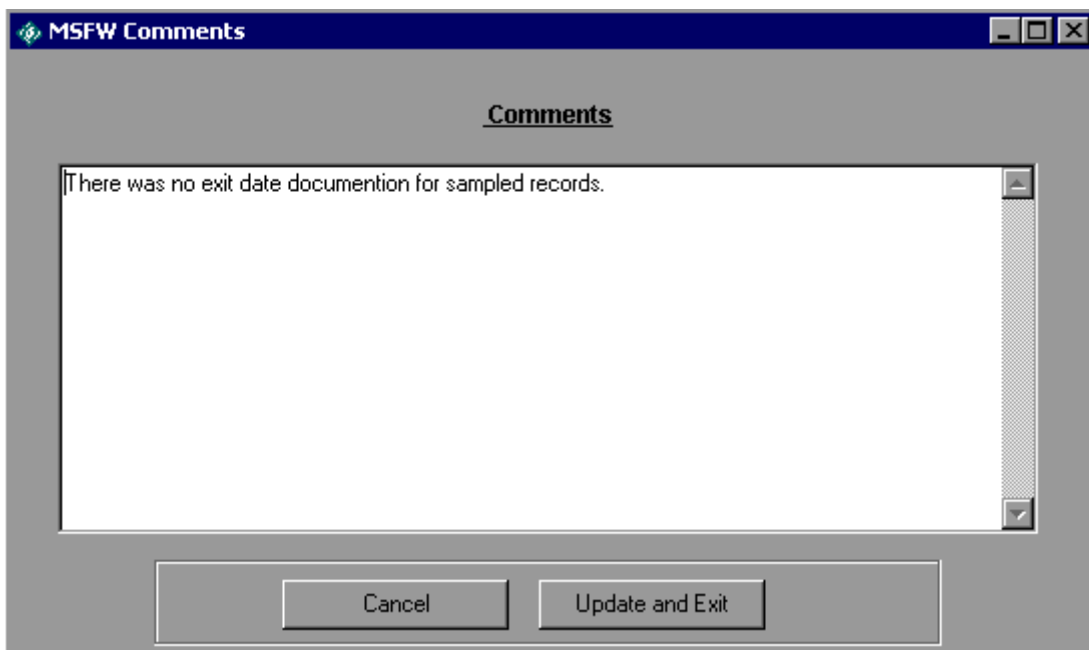 MSFW Comments
Comments
There was no exit date documention for sampled records.
Cancel
Update and Exit